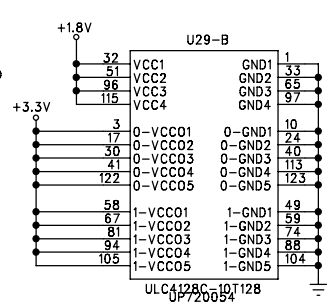 +1.8V
U29-B
32 VCC1 GND1 1
51 VCC2 GND2 33
96 VCC3 GND3 65
115 VCC4 GND4 97
+3.3V
3 0-VCCO1 0-GND1 10
17 0-VCCO2 0-GND2 24
30 0-VCCO3 0-GND3 40
41 0-VCCO4 0-GND4 113
122 0-VCCO5 0-GND5 123
58 1-VCCO1 1-GND1 49
67 1-VCCO2 1-GND2 59
81 1-VCCO3 1-GND3 74
94 1-VCCO4 1-GND4 88
105 1-VCCO5 1-GND5 104
ULC4128C-10T128
UP722054